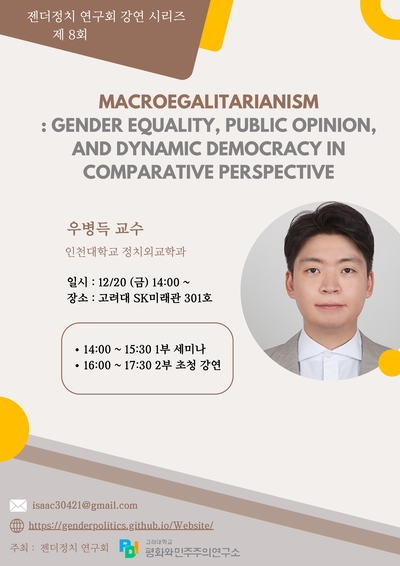 젠더정치 연구회 강연 시리즈
제 8회
MACROEGALITARIANISM
: GENDER EQUALITY, PUBLIC OPINION,
AND DYNAMIC DEMOCRACY IN
COMPARATIVE PERSPECTIVE
우병득 교수
인천대학교 정치외교학과
일시 : 12/20 (금) 14:00 ~
장소 : 고려대 SK미래관 301호
• 14:00 ~ 15:30 1부 세미나
• 16:00 ~ 17:30 2부 초청 강연
isaac30421@gmail.com
https://genderpolitics.github.io/Website/
주최 : 젠더정치 연구회
PDI
고려대학교
평화와민주주의연구소